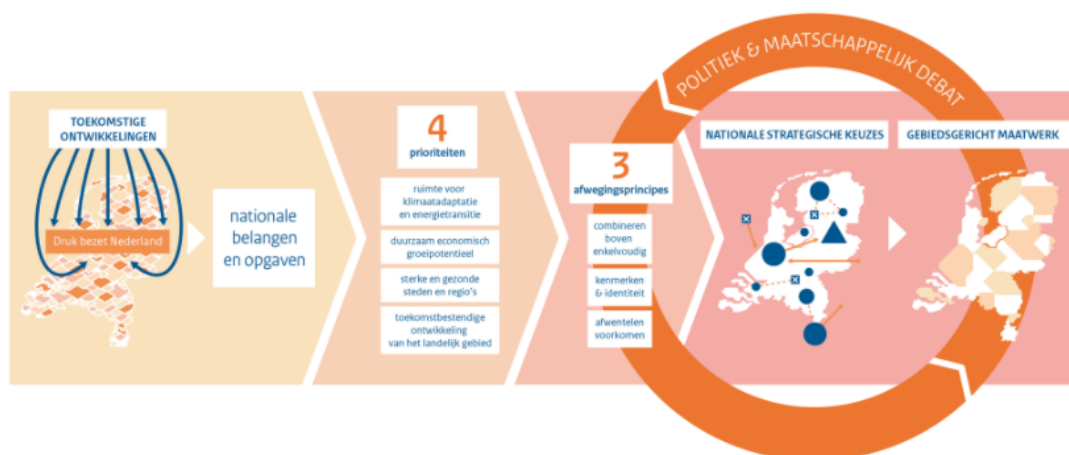 POLITIEK & MAATSCHAPPELIJK DEBAT
TOEKOMSTIGE
ONTWIKKELINGEN
Druk bezet Nederland
nationale
belangen
en opgaven
4
prioriteiten
ruimte voor
klimaatadaptatie
en energietransitie
duurzaam economisch
groeipotentieel
sterke en gezonde
steden en regio's
toekomstbestendige
ontwikkeling
van het landelijk gebied
3
afwegingsprincipes
combineren
boven
enkelvoudig
kenmerken
& identiteit
afwentelen
voorkomen
NATIONALE STRATEGISCHE KEUZES
GEBIEDSGERICHT MAATWERK